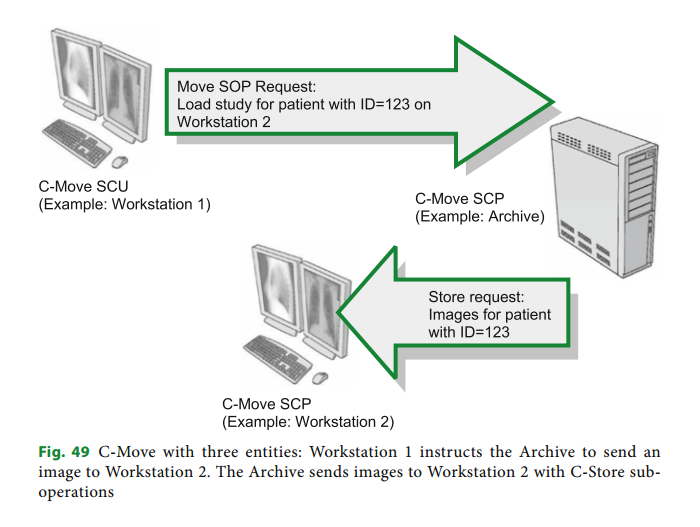 Move SOP Request:
Load study for patient with ID=123 on
Workstation 2
C-Move SCU
(Example: Workstation 1)
C-Move SCP
(Example: Archive)
Store request:
Images for patient
with ID=123
C-Move SCP
(Example: Workstation 2)
Fig. 49 C-Move with three entities: Workstation 1 instructs the Archive to send an
image to Workstation 2. The Archive sends images to Workstation 2 with C-Store sub-
operations